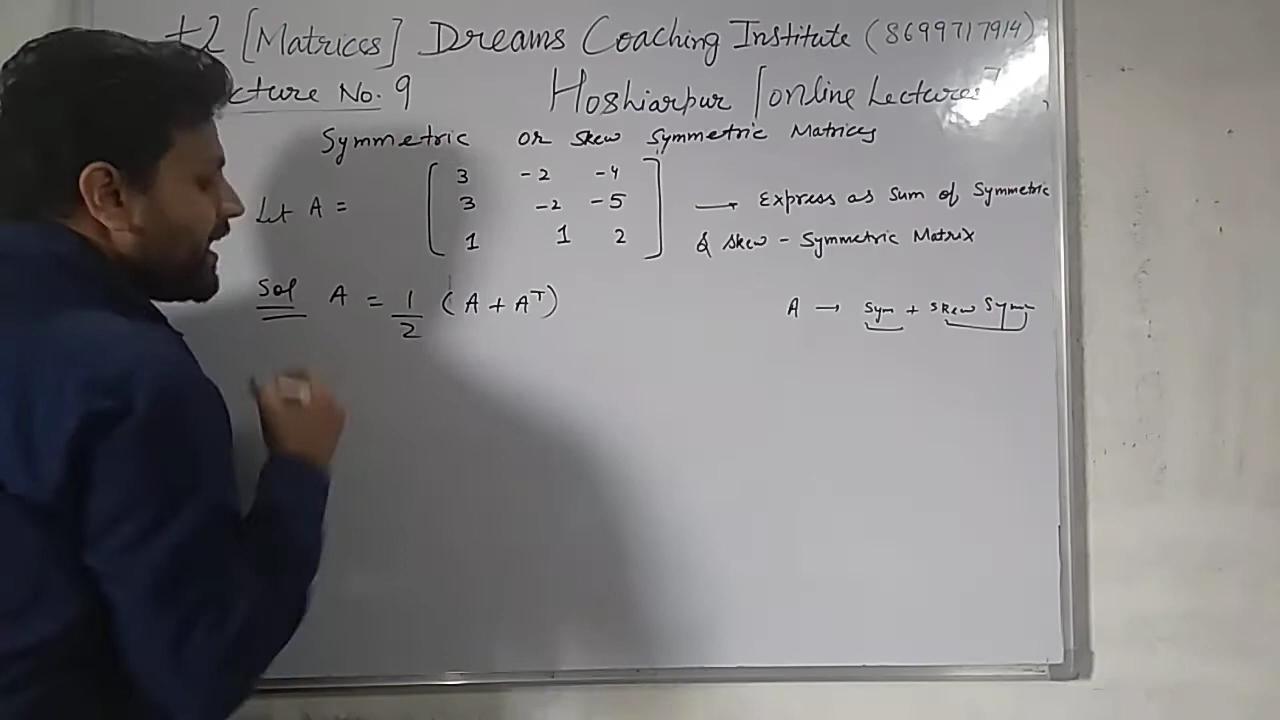 +2 [Matrices] Dreams Coaching Institute (8699717914)
cture No. 9 Hoshiarpur [online Lectures]
Symmetric or Skew Symmetric Matrices
Let A = [ 3 -2 -4
3 -2 -5
1 1 2 ] → Express as Sum of Symmetric
& Skew - Symmetric Matrix
Sol A = 1/2 (A + Aᵀ) A → Sym + Skew Symm